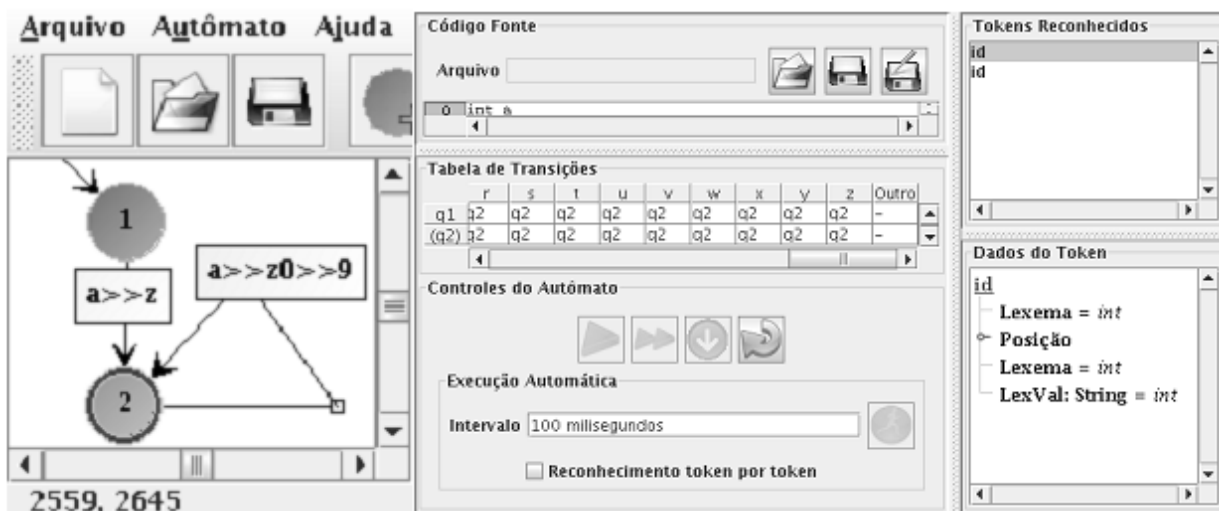 Arquivo Autômato Ajuda
1
a>>z
a>>z0>>9
2
2559, 2645
Código Fonte
Arquivo
0 int a
Tabela de Transições
r s t u v w x y z Outro
q1 q2 q2 q2 q2 q2 q2 q2 q2 q2 -
(q2) q2 q2 q2 q2 q2 q2 q2 q2 q2 -
Controles do Autômato
Execução Automática
Intervalo 100 milisegundos
Reconhecimento token por token
Tokens Reconhecidos
id
id
Dados do Token
id
Lexema = int
Posição
Lexema = int
LexVal: String = int